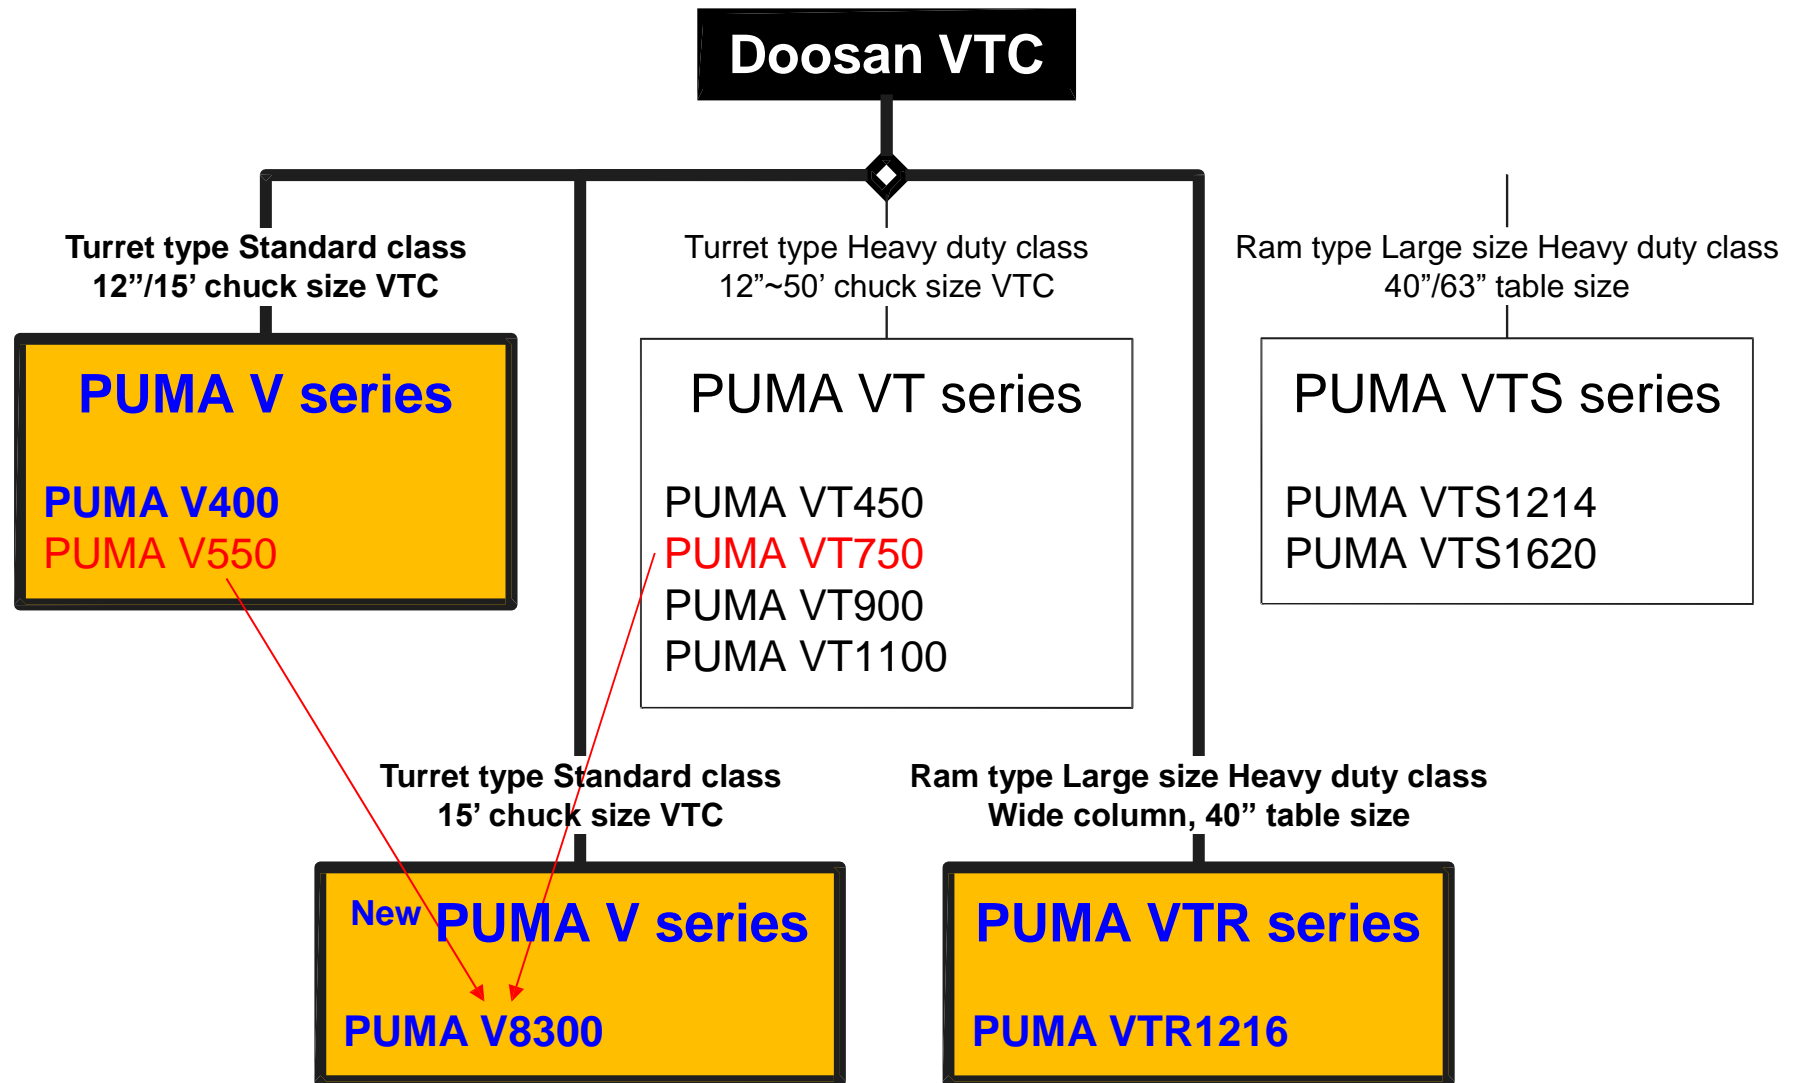 Doosan VTC
Turret type Standard class
12”/15’ chuck size VTC
PUMA V series
PUMA V400
PUMA V550
Turret type Heavy duty class
12”~50’ chuck size VTC
PUMA VT series
PUMA VT450
PUMA VT750
PUMA VT900
PUMA VT1100
Ram type Large size Heavy duty class
40”/63” table size
PUMA VTS series
PUMA VTS1214
PUMA VTS1620
Turret type Standard class
15’ chuck size VTC
New PUMA V series
PUMA V8300
Ram type Large size Heavy duty class
Wide column, 40” table size
PUMA VTR series
PUMA VTR1216